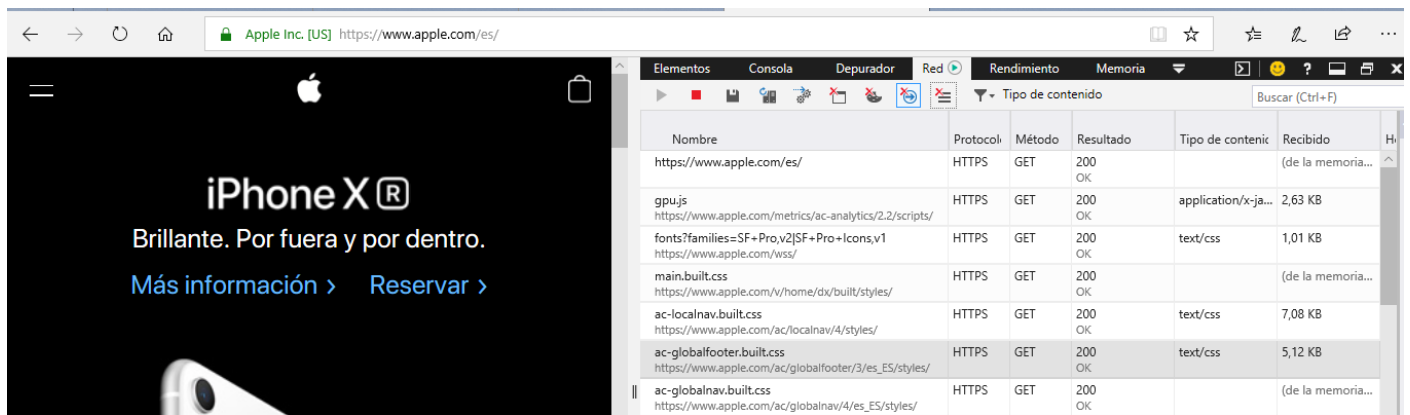 Apple Inc. [US] https://www.apple.com/es/
iPhone X R
Brillante. Por fuera y por dentro.
Más información > Reservar >
Elementos Consola Depurador Red Rendimiento Memoria
Tipo de contenido Buscar (Ctrl+F)
Nombre Protocol Método Resultado Tipo de contenic Recibido
https://www.apple.com/es/ HTTPS GET 200 (de la memoria...
OK
gpu.js HTTPS GET 200 application/x-ja... 2,63 KB
https://www.apple.com/metrics/ac-analytics/2.2/scripts/ OK
fonts?families=SF+Pro,v2|SF+Pro+Icons,v1 HTTPS GET 200 text/css 1,01 KB
https://www.apple.com/wss/ OK
main.built.css HTTPS GET 200 (de la memoria...
https://www.apple.com/v/home/dx/built/styles/ OK
ac-localnav.built.css HTTPS GET 200 text/css 7,08 KB
https://www.apple.com/ac/localnav/4/styles/ OK
ac-globalfooter.built.css HTTPS GET 200 text/css 5,12 KB
https://www.apple.com/ac/globalfooter/3/es_ES/styles/ OK
ac-globalnav.built.css HTTPS GET 200 (de la memoria...
https://www.apple.com/ac/globalnav/4/es_ES/styles/ OK